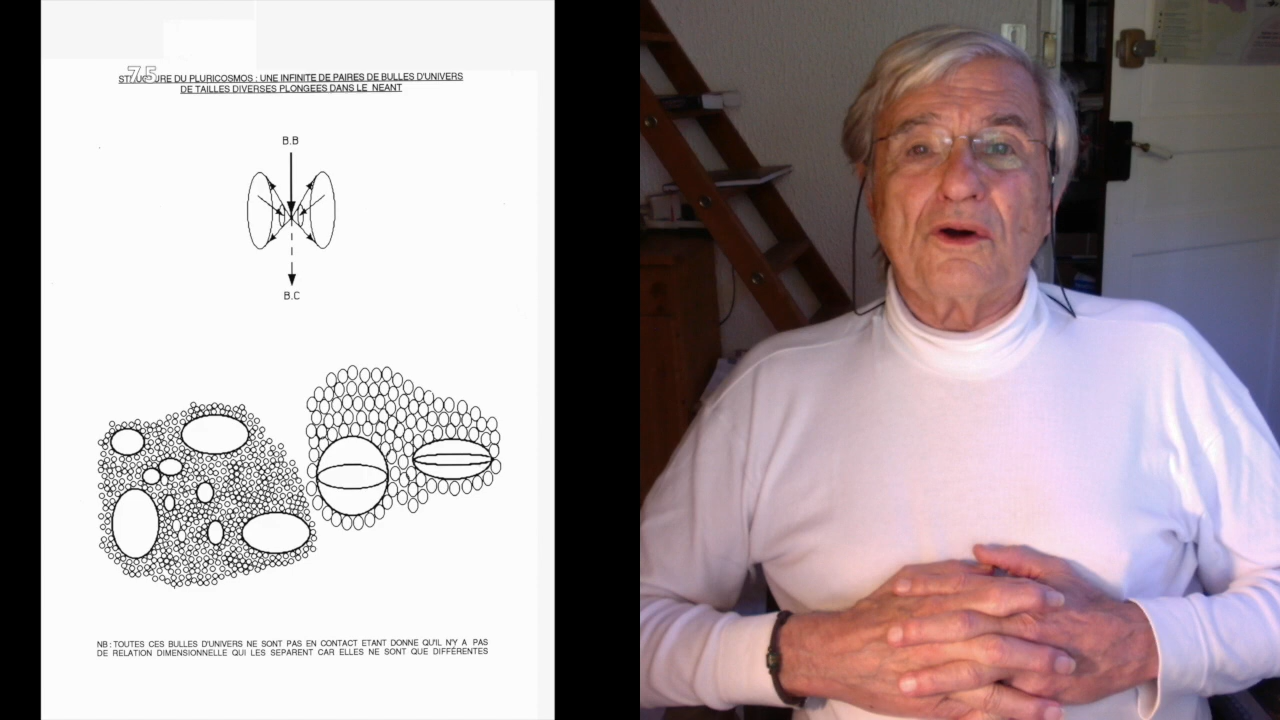 75
STRUCTURE DU PLURICOSMOS : UNE INFINITE DE PAIRES DE BULLES D'UNIVERS
DE TAILLES DIVERSES PLONGEES DANS LE NEANT
B.B
B.C
NB : TOUTES CES BULLES D'UNIVERS NE SONT PAS EN CONTACT ETANT DONNE QU'IL N'Y A PAS
DE RELATION DIMENSIONNELLE QUI LES SEPARENT CAR ELLES NE SONT QUE DIFFÉRENTES